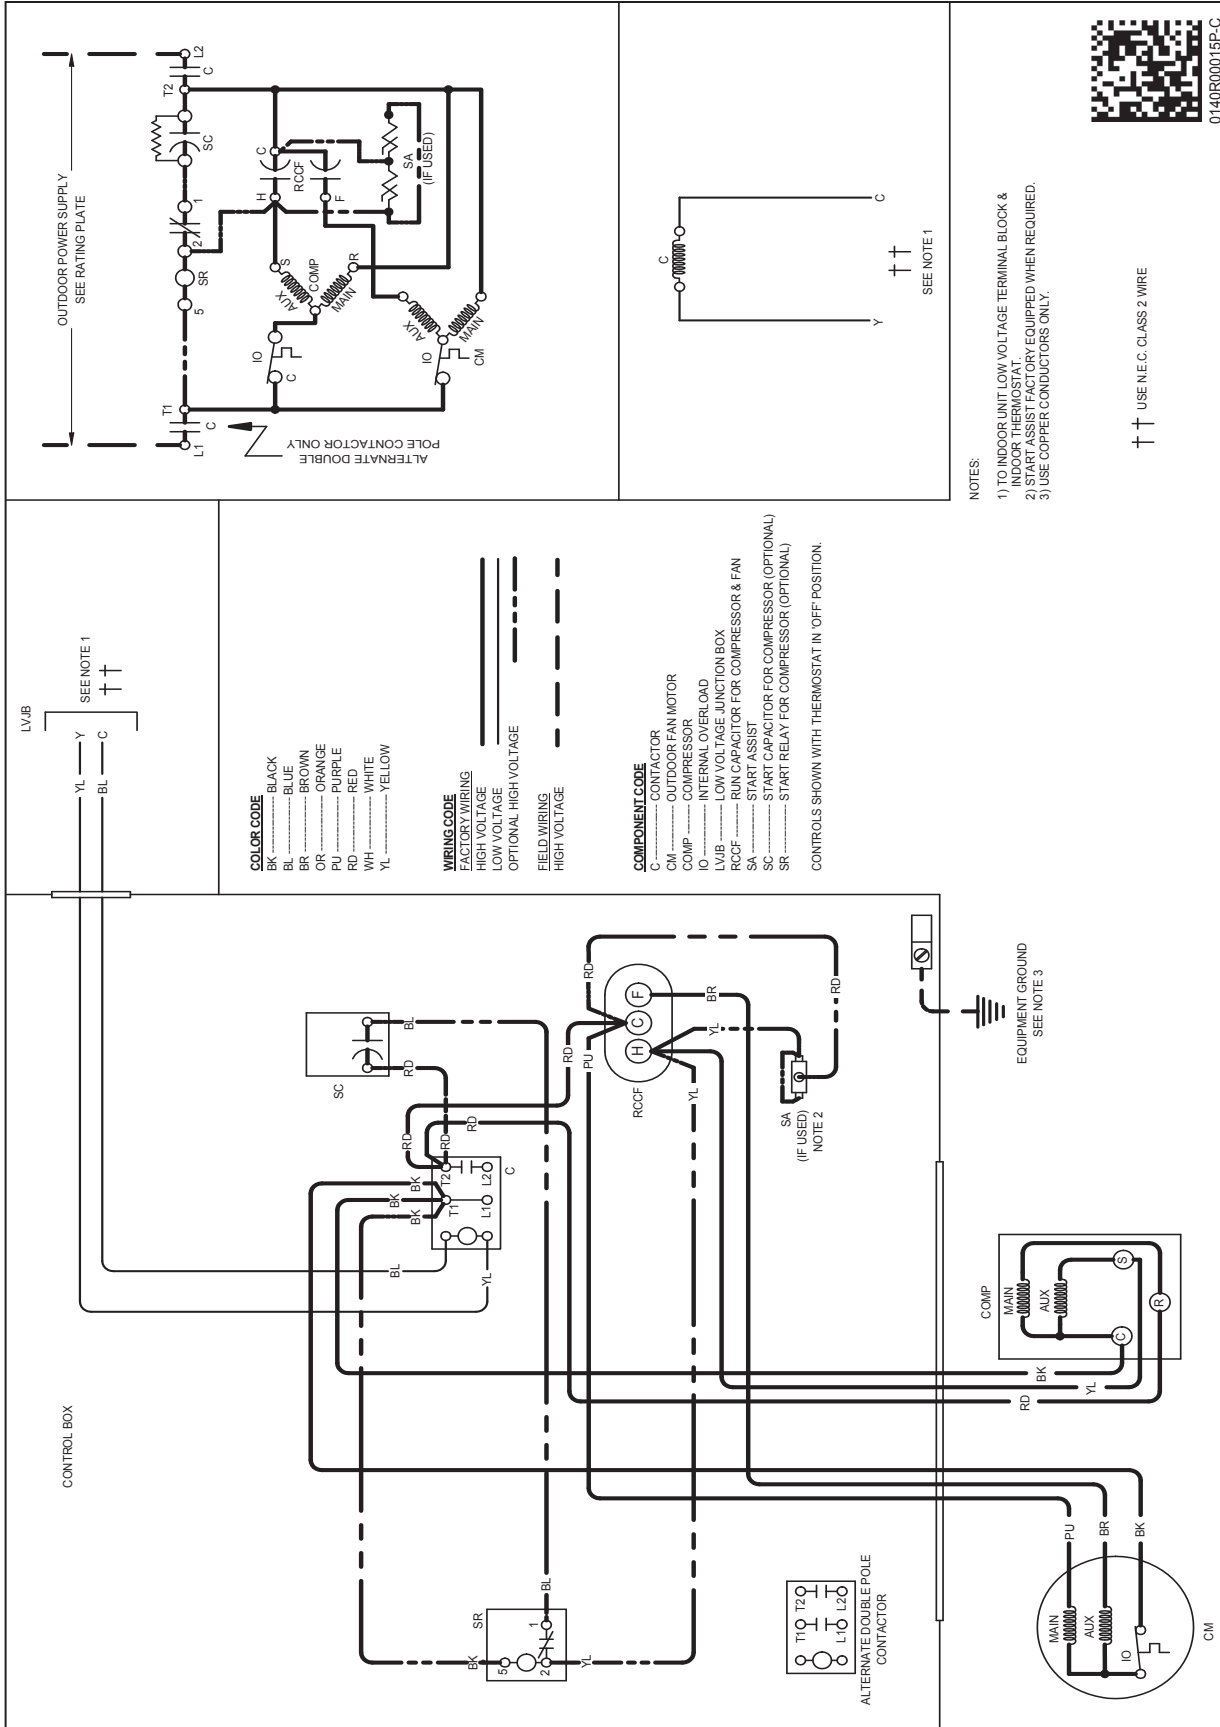 CONTROL BOX
LVJB
Y
C
SEE NOTE 1
YL
BL
OUTDOOR POWER SUPPLY
SEE RATING PLATE
L1
T1
C
5
SR
2
1
SC
T2
L2
C
ALTERNATE DOUBLE
POLE CONTACTOR ONLY
IO
C
AUX
S
COMP
MAIN
R
H
C
RCCF
F
SA
(IF USED)
IO
CM
AUX
MAIN
C
Y
C
SEE NOTE 1
NOTES:
1) TO INDOOR UNIT LOW VOLTAGE TERMINAL BLOCK &
INDOOR THERMOSTAT.
2) START ASSIST FACTORY EQUIPPED WHEN REQUIRED.
3) USE COPPER CONDUCTORS ONLY.
†† USE N.E.C. CLASS 2 WIRE
0140R00015P-C
COLOR CODE
BK ---------- BLACK
BL ---------- BLUE
BR ---------- BROWN
OR ---------- ORANGE
PU ---------- PURPLE
RD ---------- RED
WH ---------- WHITE
YL ---------- YELLOW
WIRING CODE
FACTORY WIRING
HIGH VOLTAGE
LOW VOLTAGE
OPTIONAL HIGH VOLTAGE
FIELD WIRING
HIGH VOLTAGE
COMPONENT CODE
C ---------- CONTACTOR
CM ---------- OUTDOOR FAN MOTOR
COMP ---------- COMPRESSOR
IO ---------- INTERNAL OVERLOAD
LVJB ---------- LOW VOLTAGE JUNCTION BOX
RCCF ---------- RUN CAPACITOR FOR COMPRESSOR & FAN
SA ---------- START ASSIST
SC ---------- START CAPACITOR FOR COMPRESSOR (OPTIONAL)
SR ---------- START RELAY FOR COMPRESSOR (OPTIONAL)
CONTROLS SHOWN WITH THERMOSTAT IN 'OFF' POSITION.
SC
BL
RD
RD
RD
RD
BK
BK
BK
T2
T1
L2
L1
C
BL
YL
RD
PU
RD
RCCF
H
C
F
BR
YL
YL
RD
SA
(IF USED)
NOTE 2
SR
BK
5
2
1
BL
YL
T1
T2
L1
L2
ALTERNATE DOUBLE POLE
CONTACTOR
EQUIPMENT GROUND
SEE NOTE 3
COMP
MAIN
AUX
C
S
R
BK
YL
RD
PU
BR
BK
MAIN
AUX
IO
CM